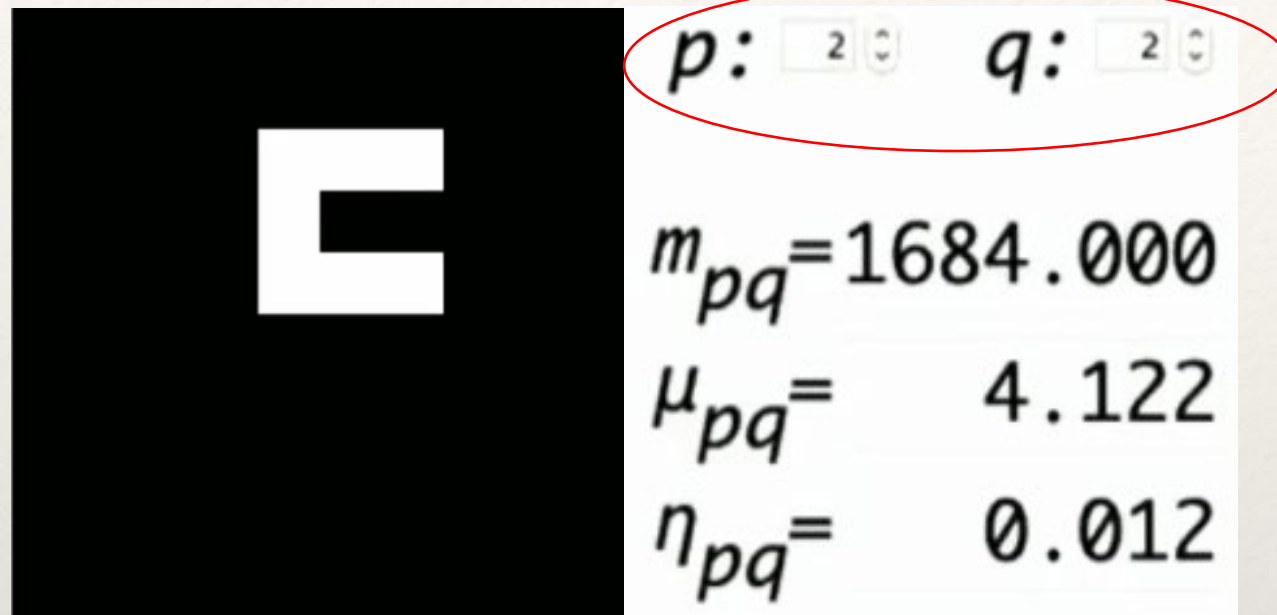 p: 2 q: 2
m_pq=1684.000
μ_pq= 4.122
η_pq= 0.012